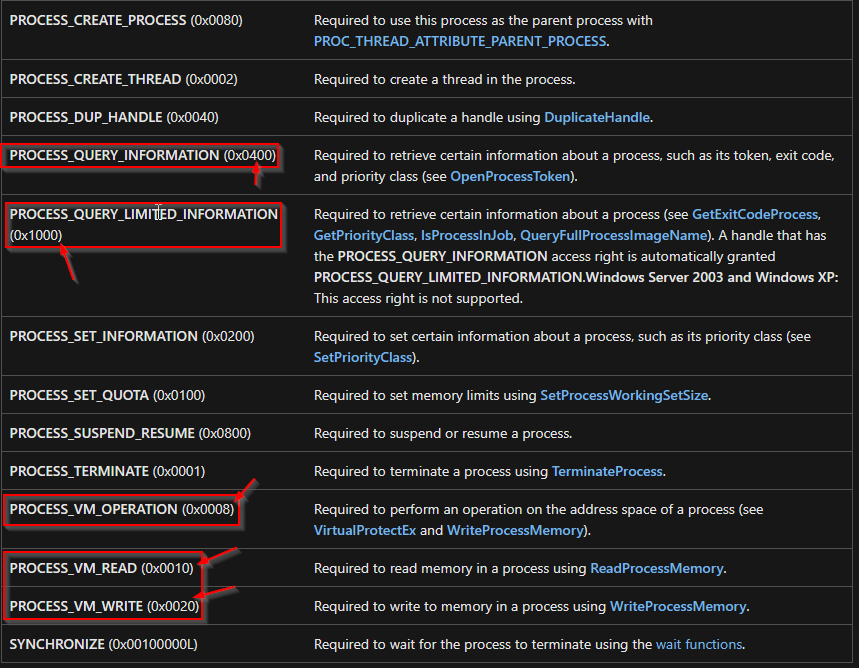 PROCESS_CREATE_PROCESS (0x0080)
Required to use this process as the parent process with
PROC_THREAD_ATTRIBUTE_PARENT_PROCESS.
PROCESS_CREATE_THREAD (0x0002)
Required to create a thread in the process.
PROCESS_DUP_HANDLE (0x0040)
Required to duplicate a handle using DuplicateHandle.
PROCESS_QUERY_INFORMATION (0x0400)
Required to retrieve certain information about a process, such as its token, exit code,
and priority class (see OpenProcessToken).
PROCESS_QUERY_LIMITED_INFORMATION
(0x1000)
Required to retrieve certain information about a process (see GetExitCodeProcess,
GetPriorityClass, IsProcessInJob, QueryFullProcessImageName). A handle that has
the PROCESS_QUERY_INFORMATION access right is automatically granted
PROCESS_QUERY_LIMITED_INFORMATION.Windows Server 2003 and Windows XP:
This access right is not supported.
PROCESS_SET_INFORMATION (0x0200)
Required to set certain information about a process, such as its priority class (see
SetPriorityClass).
PROCESS_SET_QUOTA (0x0100)
Required to set memory limits using SetProcessWorkingSetSize.
PROCESS_SUSPEND_RESUME (0x0800)
Required to suspend or resume a process.
PROCESS_TERMINATE (0x0001)
Required to terminate a process using TerminateProcess.
PROCESS_VM_OPERATION (0x0008)
Required to perform an operation on the address space of a process (see
VirtualProtectEx and WriteProcessMemory).
PROCESS_VM_READ (0x0010)
Required to read memory in a process using ReadProcessMemory.
PROCESS_VM_WRITE (0x0020)
Required to write to memory in a process using WriteProcessMemory.
SYNCHRONIZE (0x00100000L)
Required to wait for the process to terminate using the wait functions.